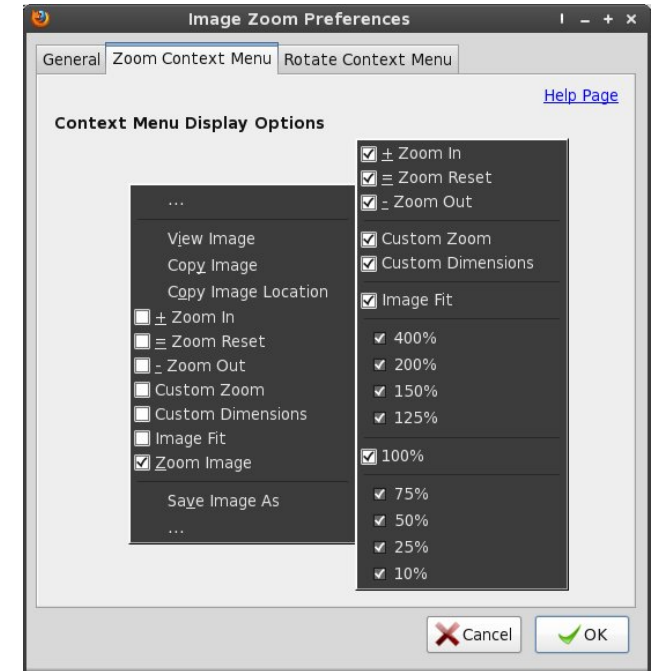 Image Zoom Preferences
General Zoom Context Menu Rotate Context Menu
Help Page
Context Menu Display Options
...
View Image
Copy Image
Copy Image Location
+ Zoom In
= Zoom Reset
- Zoom Out
Custom Zoom
Custom Dimensions
Image Fit
Zoom Image
Save Image As
...
+ Zoom In
= Zoom Reset
- Zoom Out
Custom Zoom
Custom Dimensions
Image Fit
400%
200%
150%
125%
100%
75%
50%
25%
10%
Cancel OK